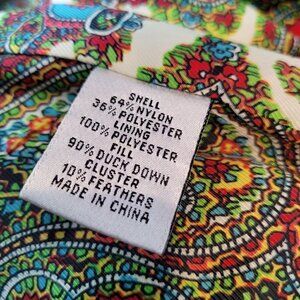 SHELL
64% NYLON
36% POLYESTER
LINING
100% POLYESTER
FILL
90% DUCK DOWN
CLUSTER
10% FEATHERS
MADE IN CHINA